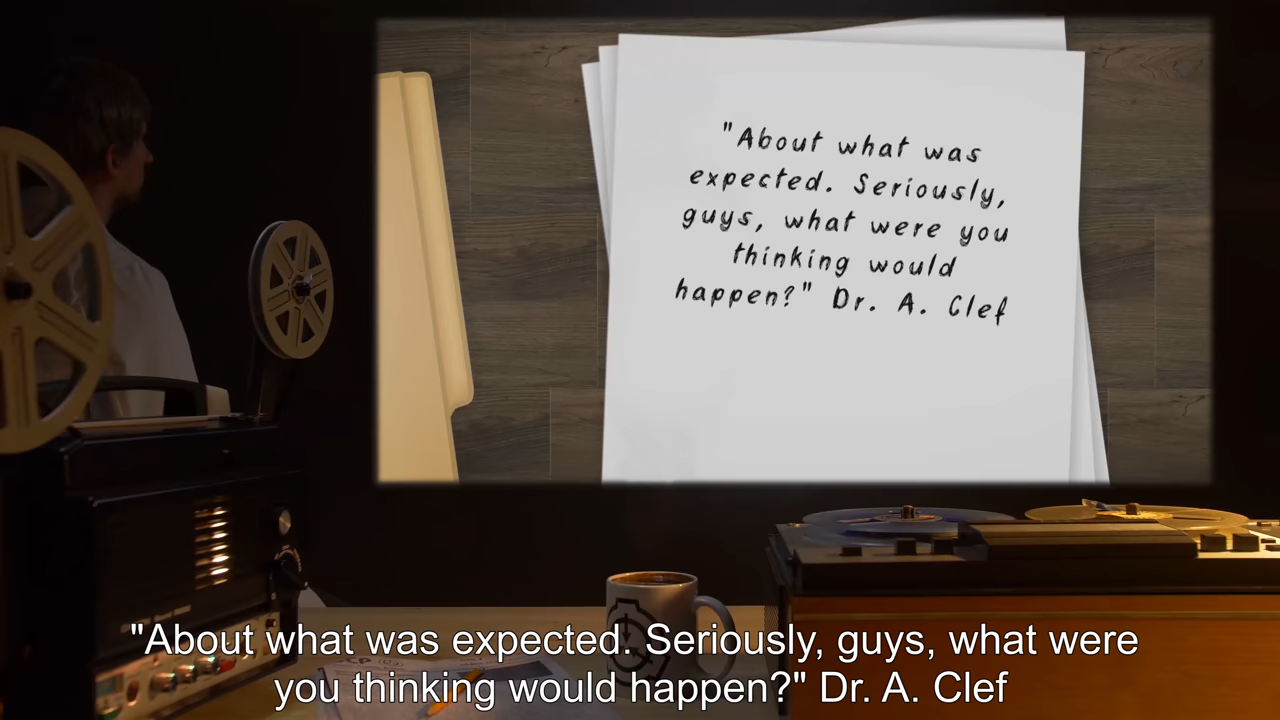 "About what was
expected. Seriously,
guys, what were you
thinking would
happen?" Dr. A. Clef
"About what was expected. Seriously, guys, what were
you thinking would happen?" Dr. A. Clef